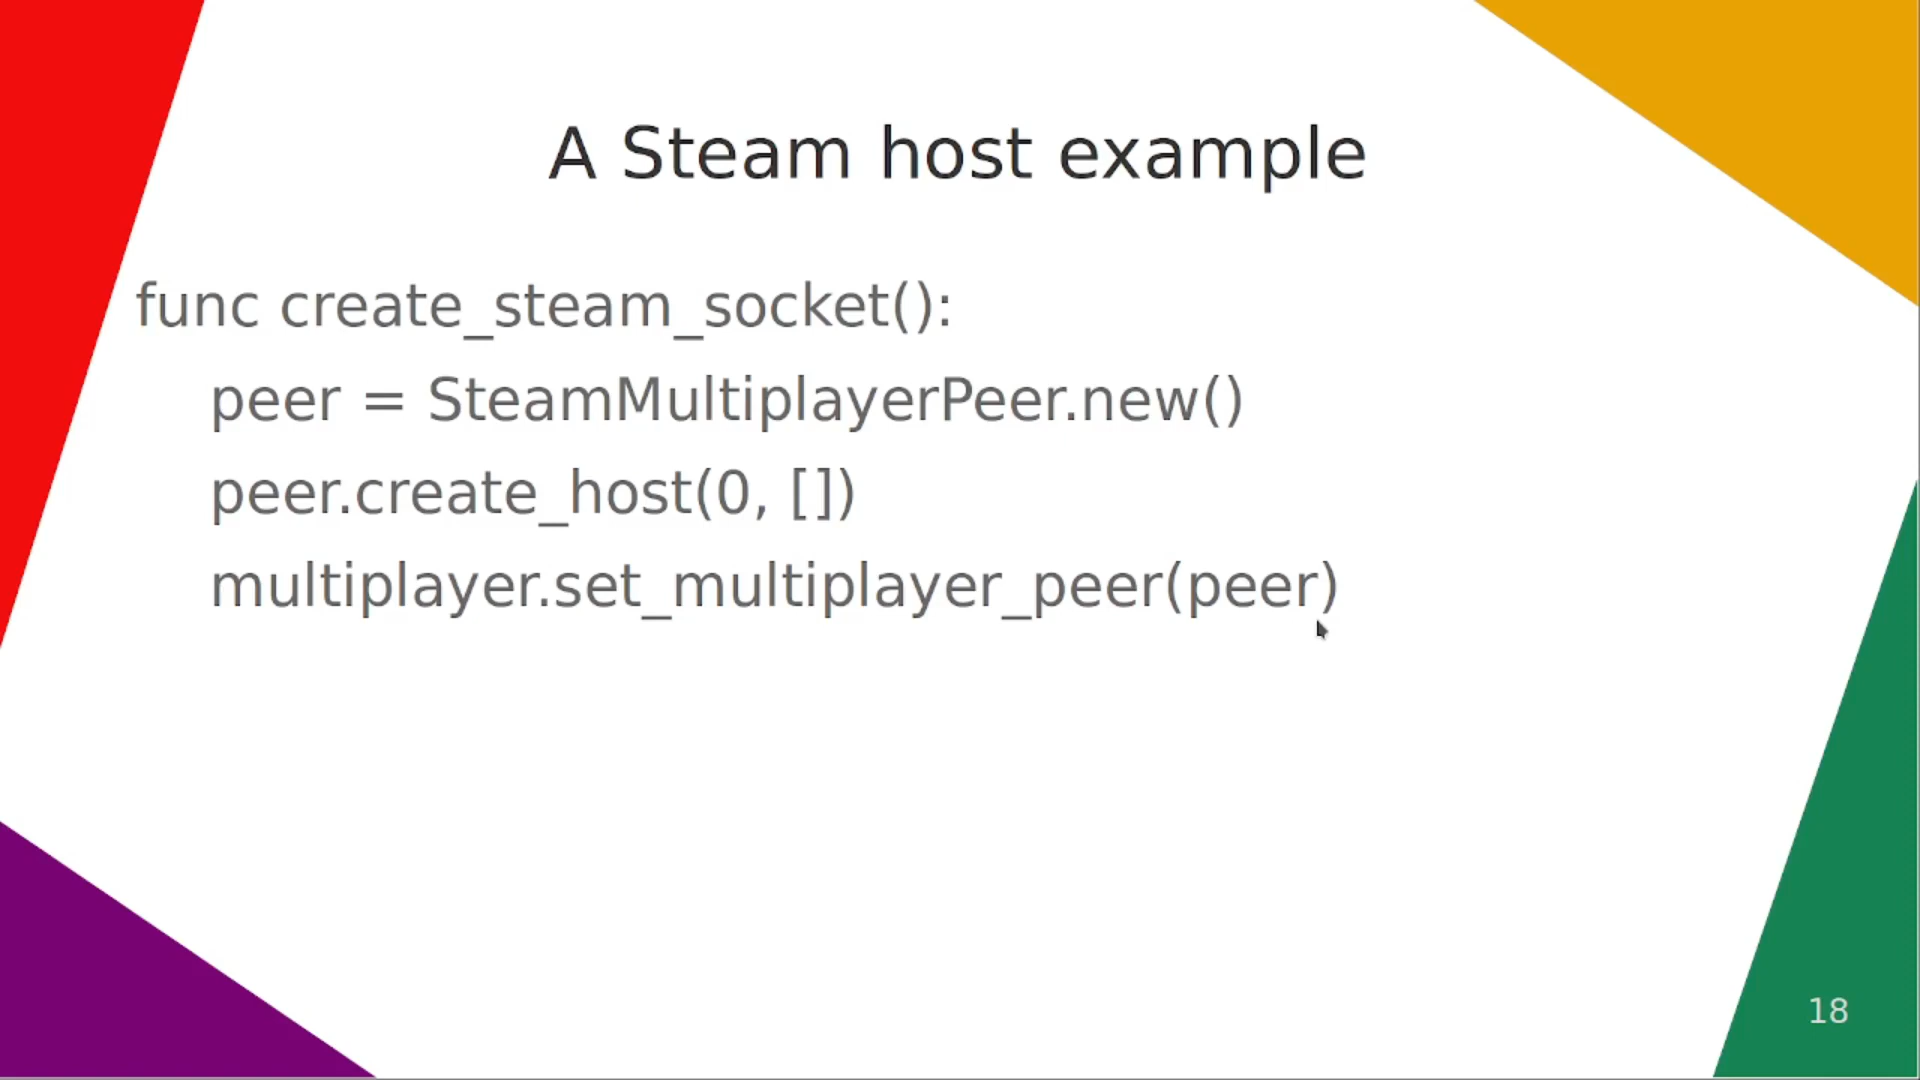 A Steam host example
func create_steam_socket():
peer = SteamMultiplayerPeer.new()
peer.create_host(0, [])
multiplayer.set_multiplayer_peer(peer)
18